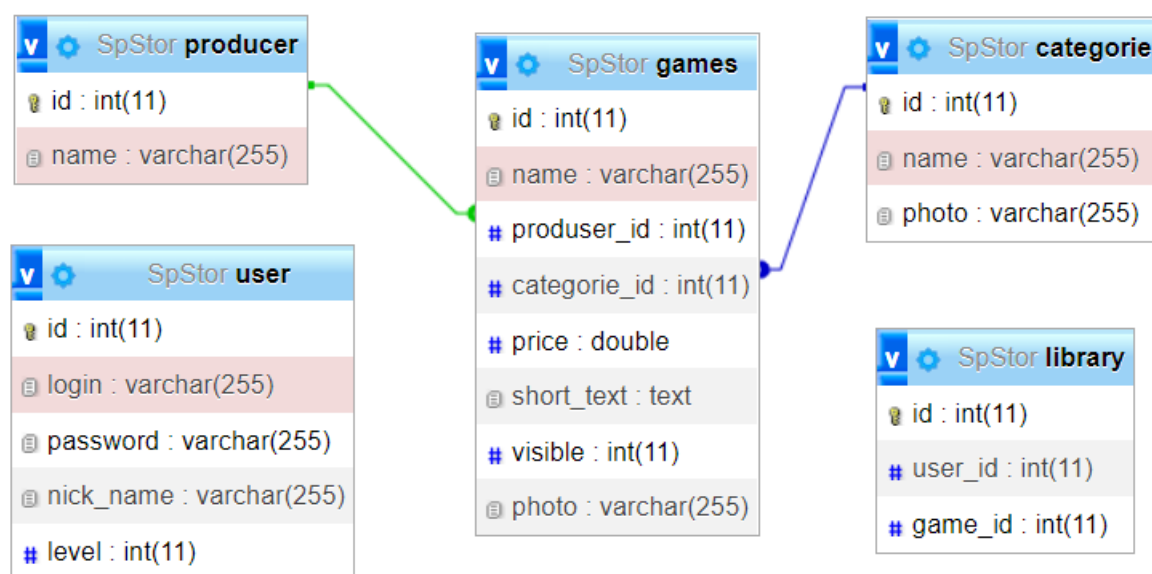 v SpStor producer
id : int(11)
name : varchar(255)
v SpStor user
id : int(11)
login : varchar(255)
password : varchar(255)
nick_name : varchar(255)
# level : int(11)
v SpStor games
id : int(11)
name : varchar(255)
# produser_id : int(11)
# categorie_id : int(11)
# price : double
short_text : text
# visible : int(11)
photo : varchar(255)
v SpStor categorie
id : int(11)
name : varchar(255)
photo : varchar(255)
v SpStor library
id : int(11)
# user_id : int(11)
# game_id : int(11)